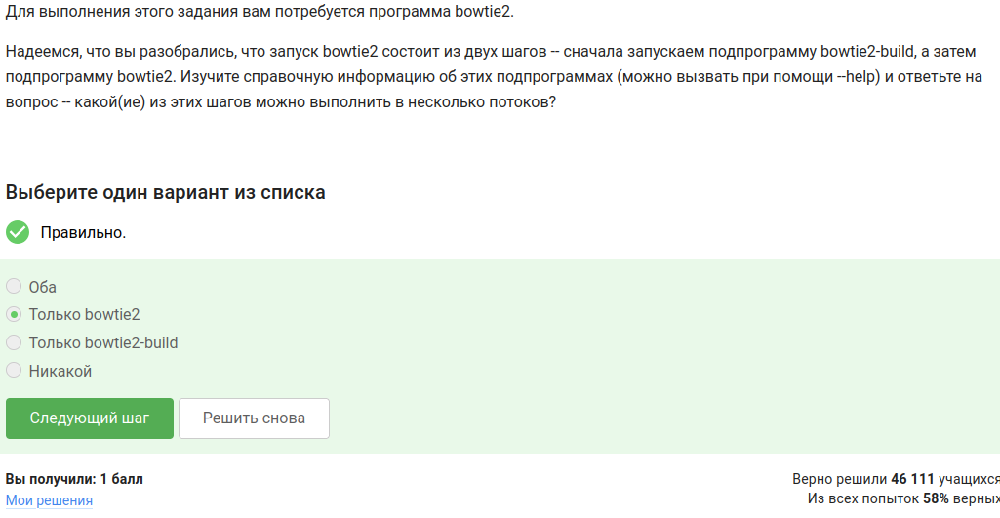 Для выполнения этого задания вам потребуется программа bowtie2.
Надеемся, что вы разобрались, что запуск bowtie2 состоит из двух шагов -- сначала запускаем подпрограмму bowtie2-build, а затем
подпрограмму bowtie2. Изучите справочную информацию об этих подпрограммах (можно вызвать при помощи --help) и ответьте на
вопрос -- какой(ие) из этих шагов можно выполнить в несколько потоков?
Выберите один вариант из списка
Правильно.
Оба
Только bowtie2
Только bowtie2-build
Никакой
Следующий шаг
Решить снова
Вы получили: 1 балл
Верно решили 46 111 учащихся
Мои решения
Из всех попыток 58% верных